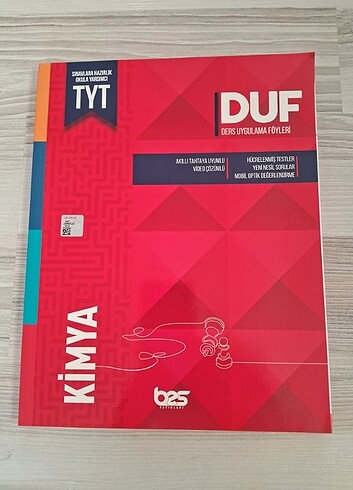 SINAVLARA HAZIRLIK
OKULA YARDIMCI
TYT
DUF
DERS UYGULAMA FÖYLERİ
AKILLI TAHTAYA UYUMLU
VİDEO ÇÖZÜMLÜ
HÜCRELENMİŞ TESTLER
YENİ NESİL SORULAR
MOBİL OPTİK DEĞERLENDİRME
KİMYA
bes
YAYINLARI